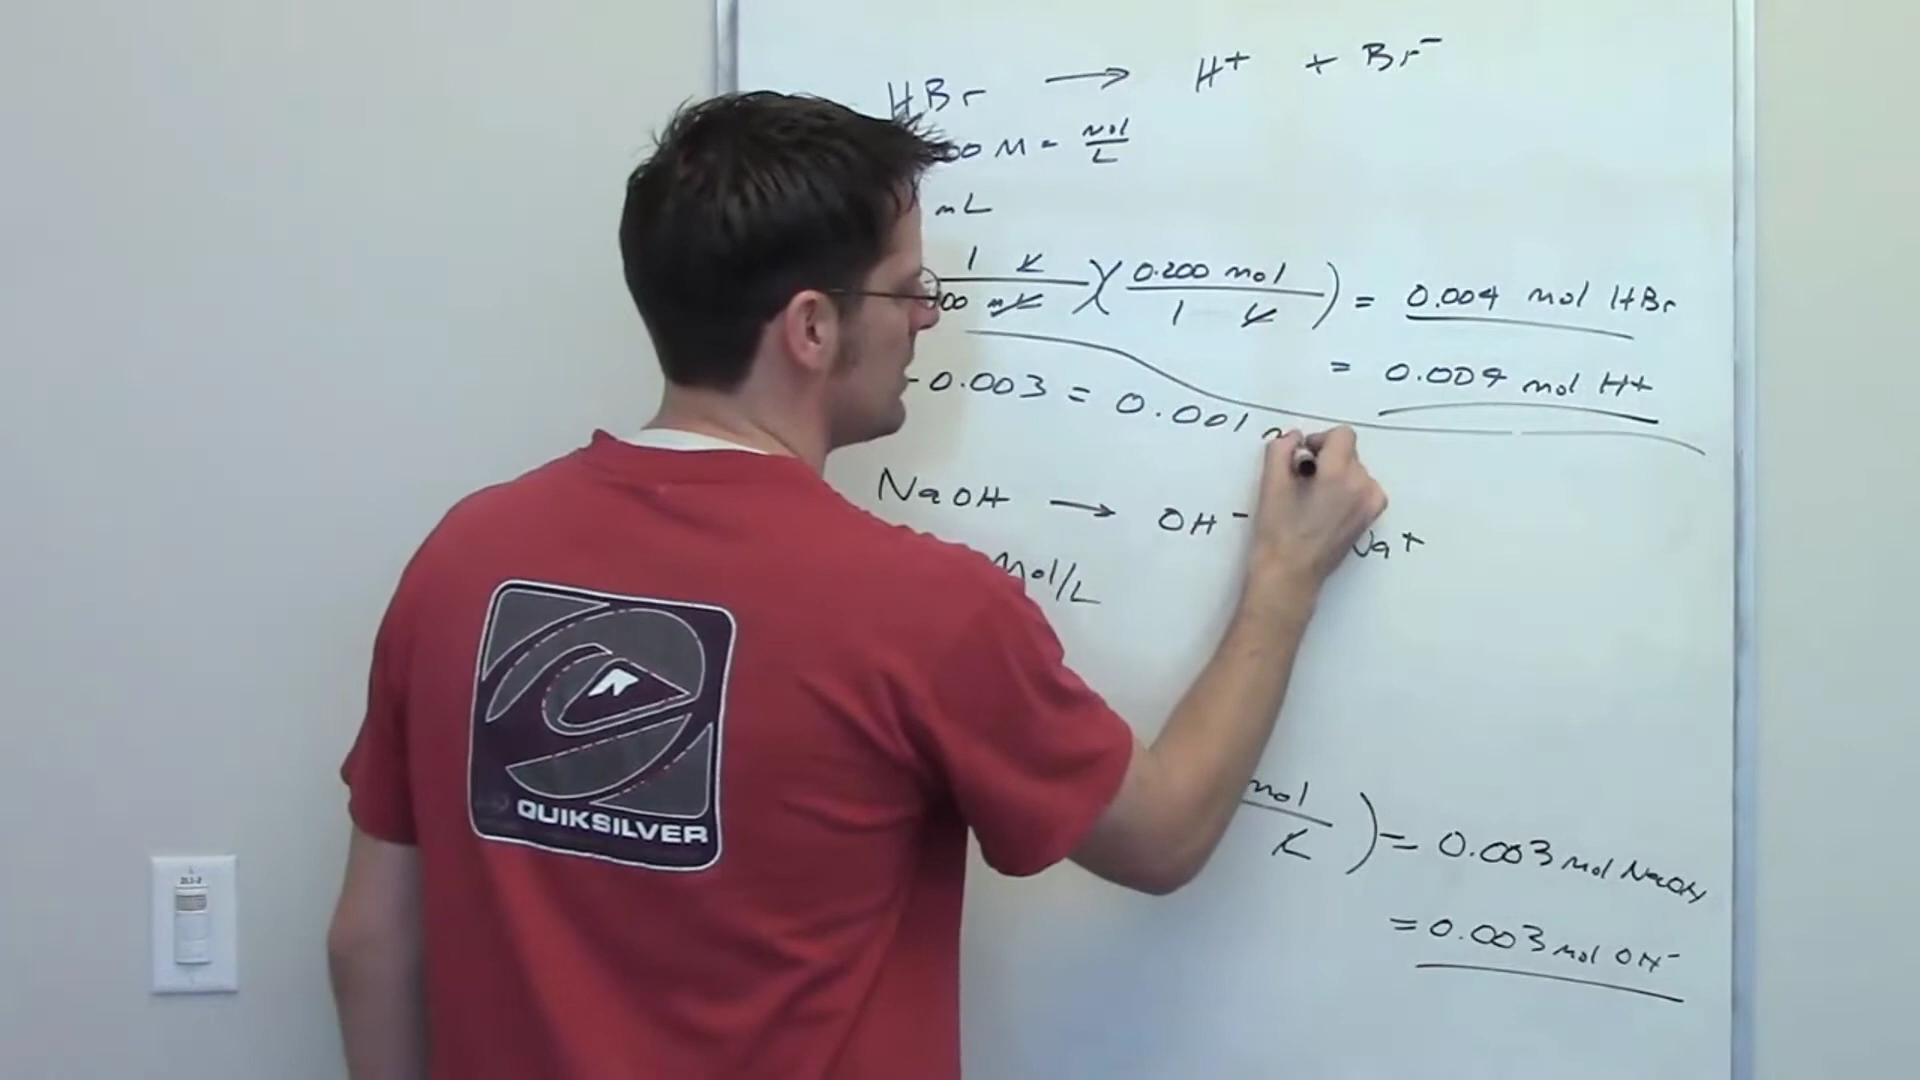 HBr → H+ + Br-
00 M = mol/L
mL
1 L / 00 mL )( 0.200 mol / 1 L ) = 0.004 mol HBr
= 0.004 mol H+
- 0.003 = 0.001
NaOH → OH- Na+
mol/L
mol / L ) = 0.003 mol NaOH
= 0.003 mol OH-
QUIKSILVER